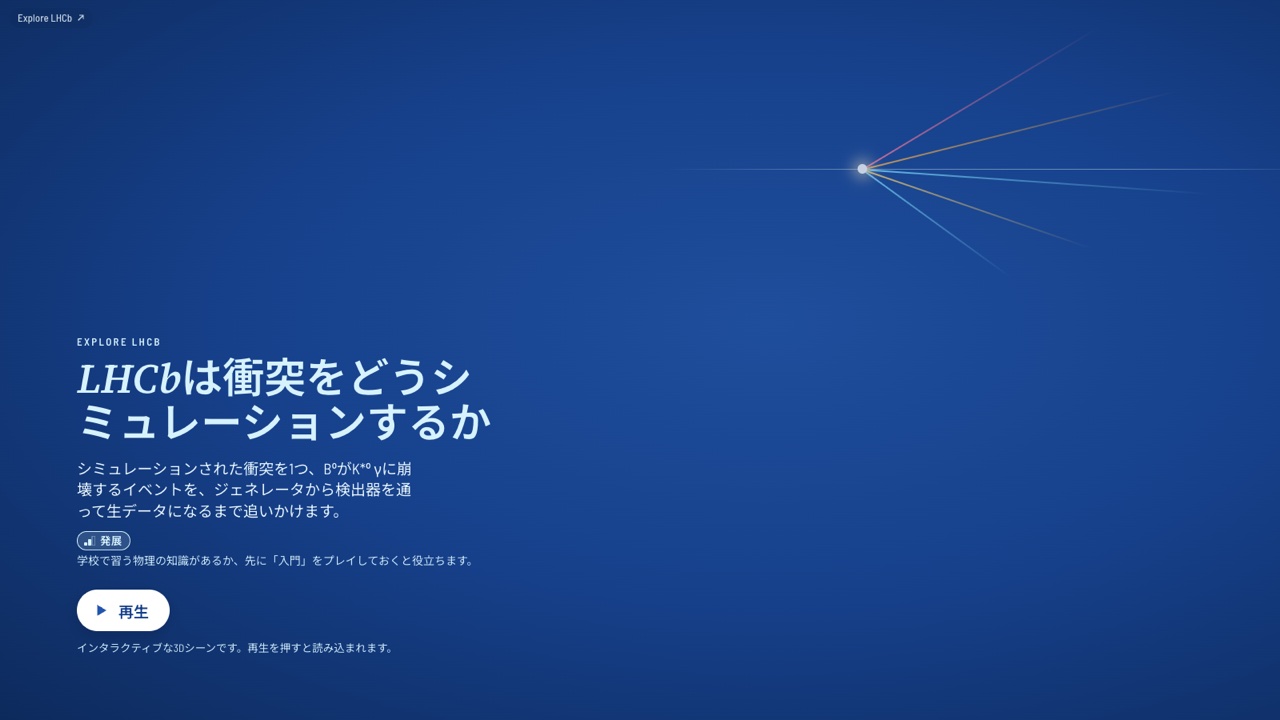 Explore LHCb ↗
EXPLORE LHCB
LHCbは衝突をどうシ
ミュレーションするか
シミュレーションされた衝突を1つ、B⁰がK*⁰ γに崩
壊するイベントを、ジェネレータから検出器を通
って生データになるまで追いかけます。
発展
学校で習う物理の知識があるか、先に「入門」をプレイしておくと役立ちます。
再生
インタラクティブな3Dシーンです。再生を押すと読み込まれます。